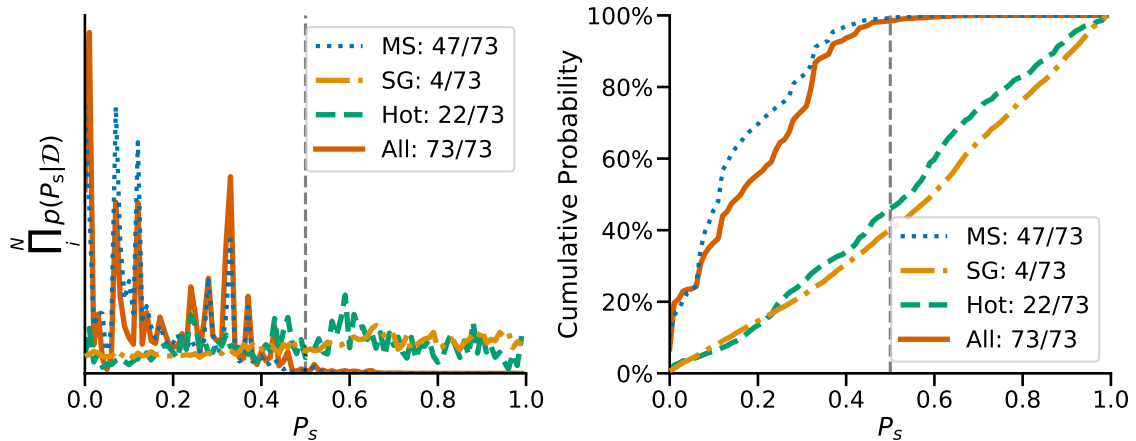 ∏_i^N p(P_s|𝒟)
MS: 47/73
SG: 4/73
Hot: 22/73
All: 73/73
0.0 0.2 0.4 0.6 0.8 1.0
P_s
Cumulative Probability
100%
80%
60%
40%
20%
0%
MS: 47/73
SG: 4/73
Hot: 22/73
All: 73/73
0.0 0.2 0.4 0.6 0.8 1.0
P_s